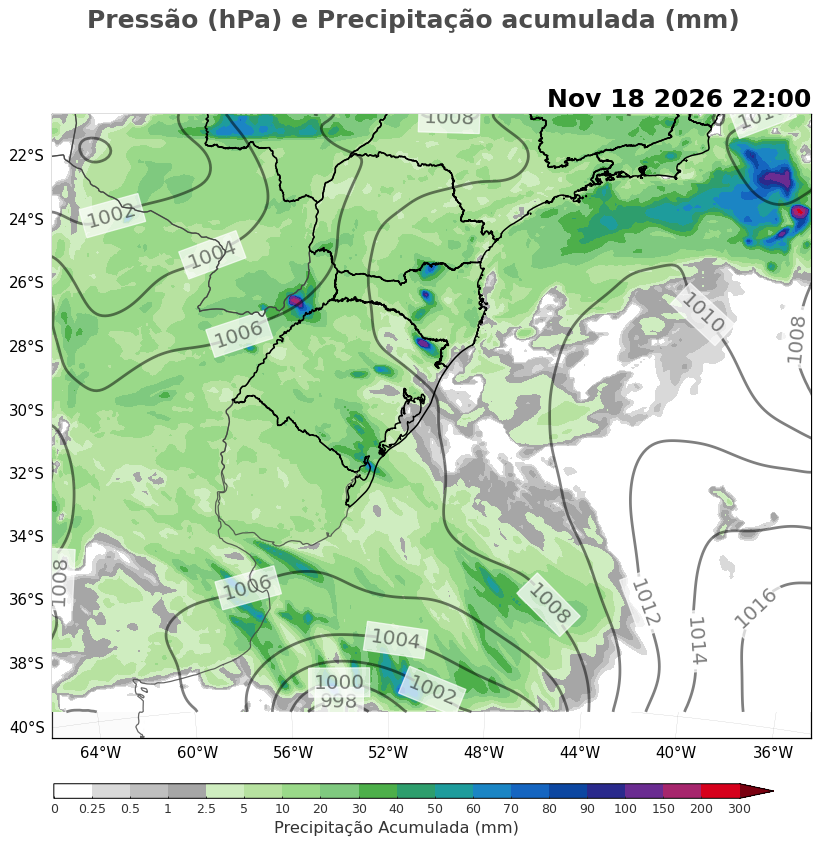 Pressão (hPa) e Precipitação acumulada (mm)
Nov 18 2026 22:00
1008
22°S
1002
24°S
1004
26°S
1010
1006
28°S
1008
30°S
32°S
34°S
1008
1006
36°S
1008
1012
1016
1004
1014
38°S
1000
1002
998
40°S
64°W 60°W 56°W 52°W 48°W 44°W 40°W 36°W
0 0.25 0.5 1 2.5 5 10 20 30 40 50 60 70 80 90 100 150 200 300
Precipitação Acumulada (mm)